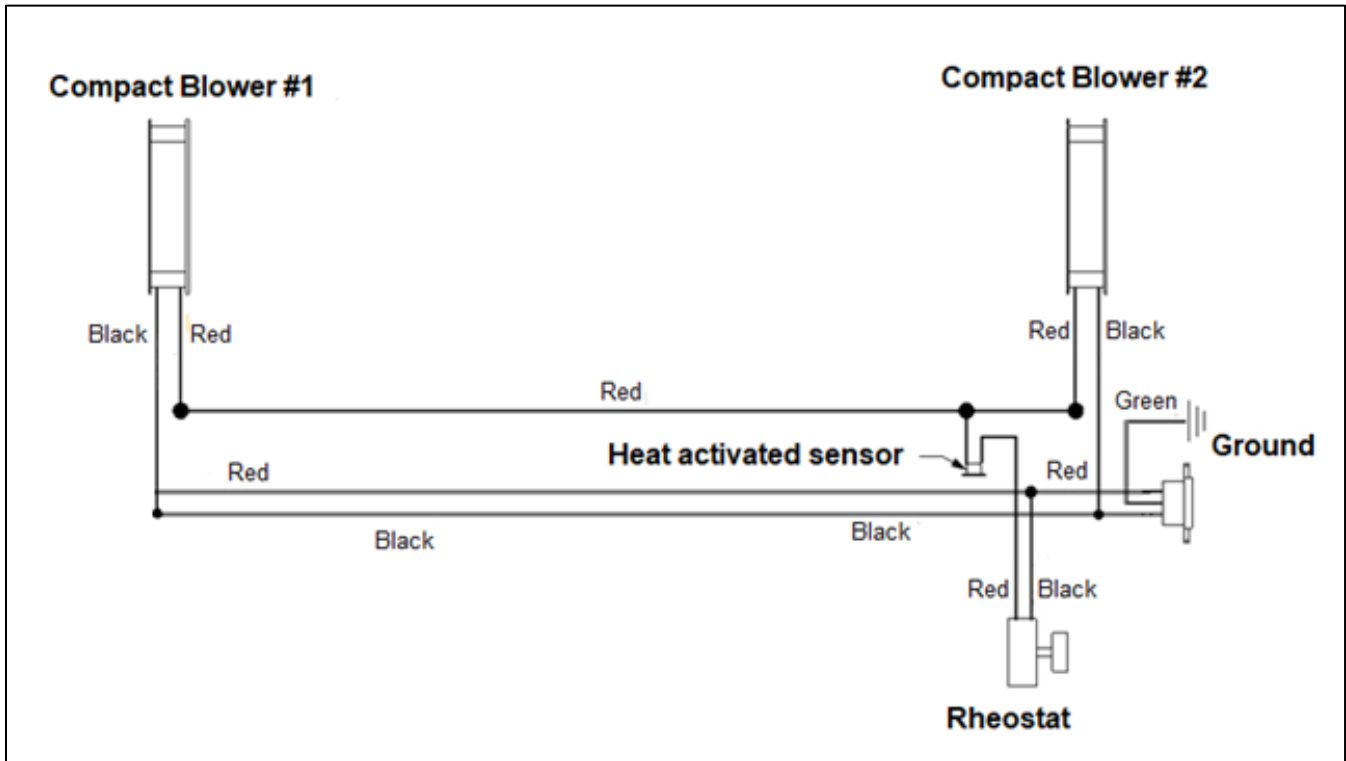 Compact Blower #1
Compact Blower #2
Black
Red
Red
Black
Red
Green
Ground
Heat activated sensor
Red
Red
Black
Black
Red
Black
Rheostat